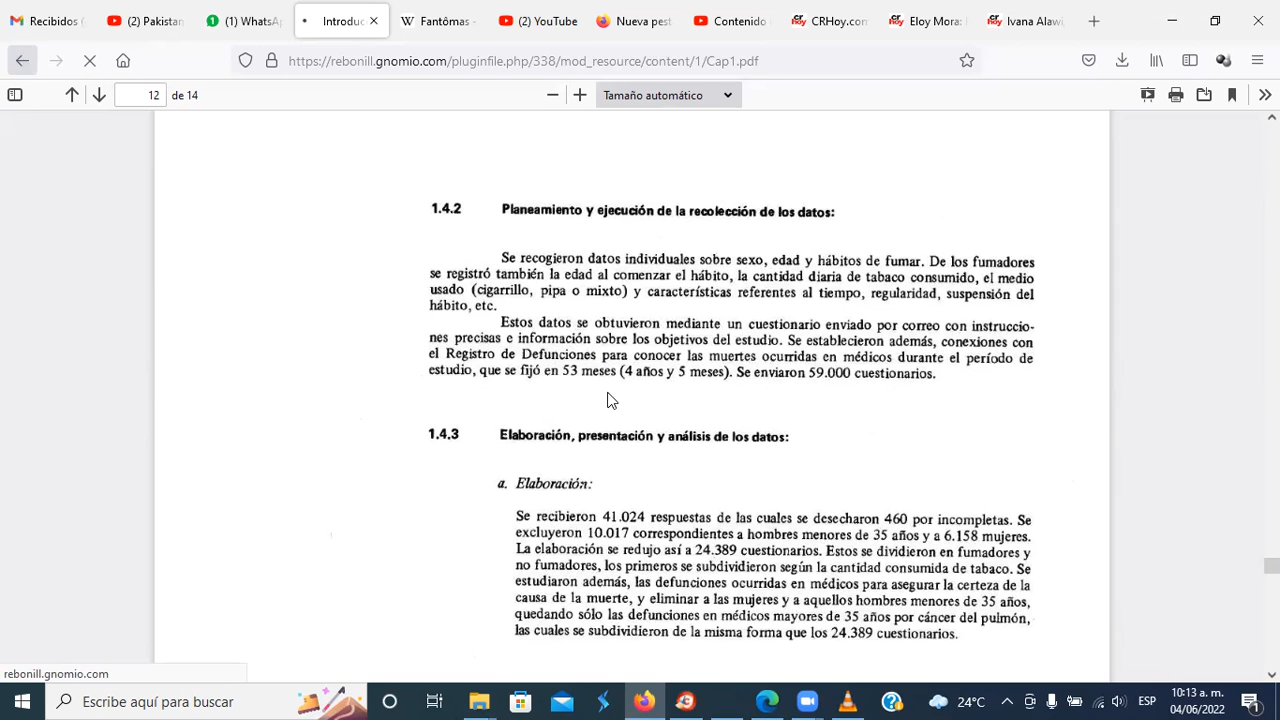 Recibidos (
(2) Pakistan
(1) WhatsA
Introducc
Fantômas -
(2) YouTube
Nueva pest
Contenido
CRHoy.com
Eloy Mora:
Ivana Alawi,
https://rebonill.gnomio.com/pluginfile.php/338/mod_resource/content/1/Cap1.pdf
12 de 14
Tamaño automático
1.4.2 Planeamiento y ejecución de la recolección de los datos:
Se recogieron datos individuales sobre sexo, edad y hábitos de fumar. De los fumadores
se registró también la edad al comenzar el hábito, la cantidad diaria de tabaco consumido, el medio
usado (cigarrillo, pipa o mixto) y características referentes al tiempo, regularidad, suspensión del
hábito, etc.
Estos datos se obtuvieron mediante un cuestionario enviado por correo con instruccio-
nes precisas e información sobre los objetivos del estudio. Se establecieron además, conexiones con
el Registro de Defunciones para conocer las muertes ocurridas en médicos durante el período de
estudio, que se fijó en 53 meses (4 años y 5 meses). Se enviaron 59.000 cuestionarios.
1.4.3 Elaboración, presentación y análisis de los datos:
a. Elaboración:
Se recibieron 41.024 respuestas de las cuales se desecharon 460 por incompletas. Se
excluyeron 10.017 correspondientes a hombres menores de 35 años y a 6.158 mujeres.
La elaboración se redujo así a 24.389 cuestionarios. Estos se dividieron en fumadores y
no fumadores, los primeros se subdividieron según la cantidad consumida de tabaco. Se
estudiaron además, las defunciones ocurridas en médicos para asegurar la certeza de la
causa de la muerte, y eliminar a las mujeres y a aquellos hombres menores de 35 años,
quedando sólo las defunciones en médicos mayores de 35 años por cáncer del pulmón,
las cuales se subdividieron de la misma forma que los 24.389 cuestionarios.
rebonill.gnomio.com
Escribe aquí para buscar
24°C
ESP
10:13 a. m.
04/06/2022
1